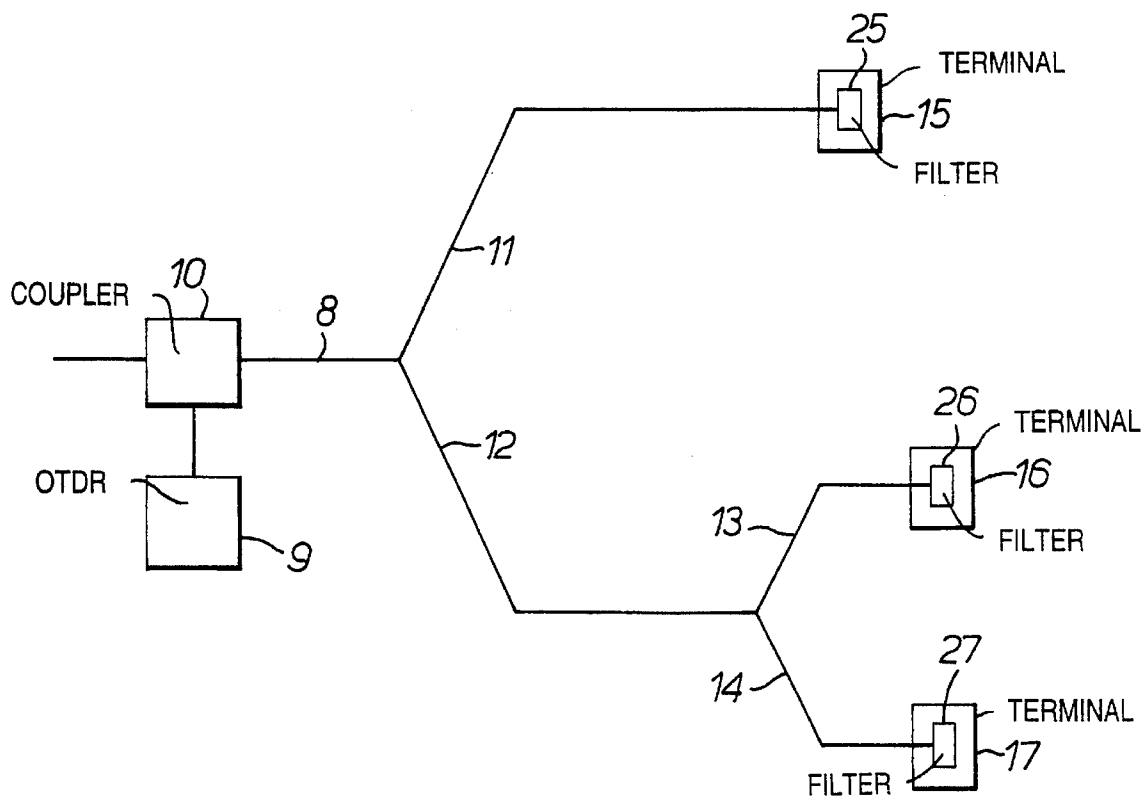 25
TERMINAL
15
FILTER
11
10
COUPLER
8
12
26
TERMINAL
16
OTDR
13
FILTER
9
27
14
TERMINAL
17
FILTER